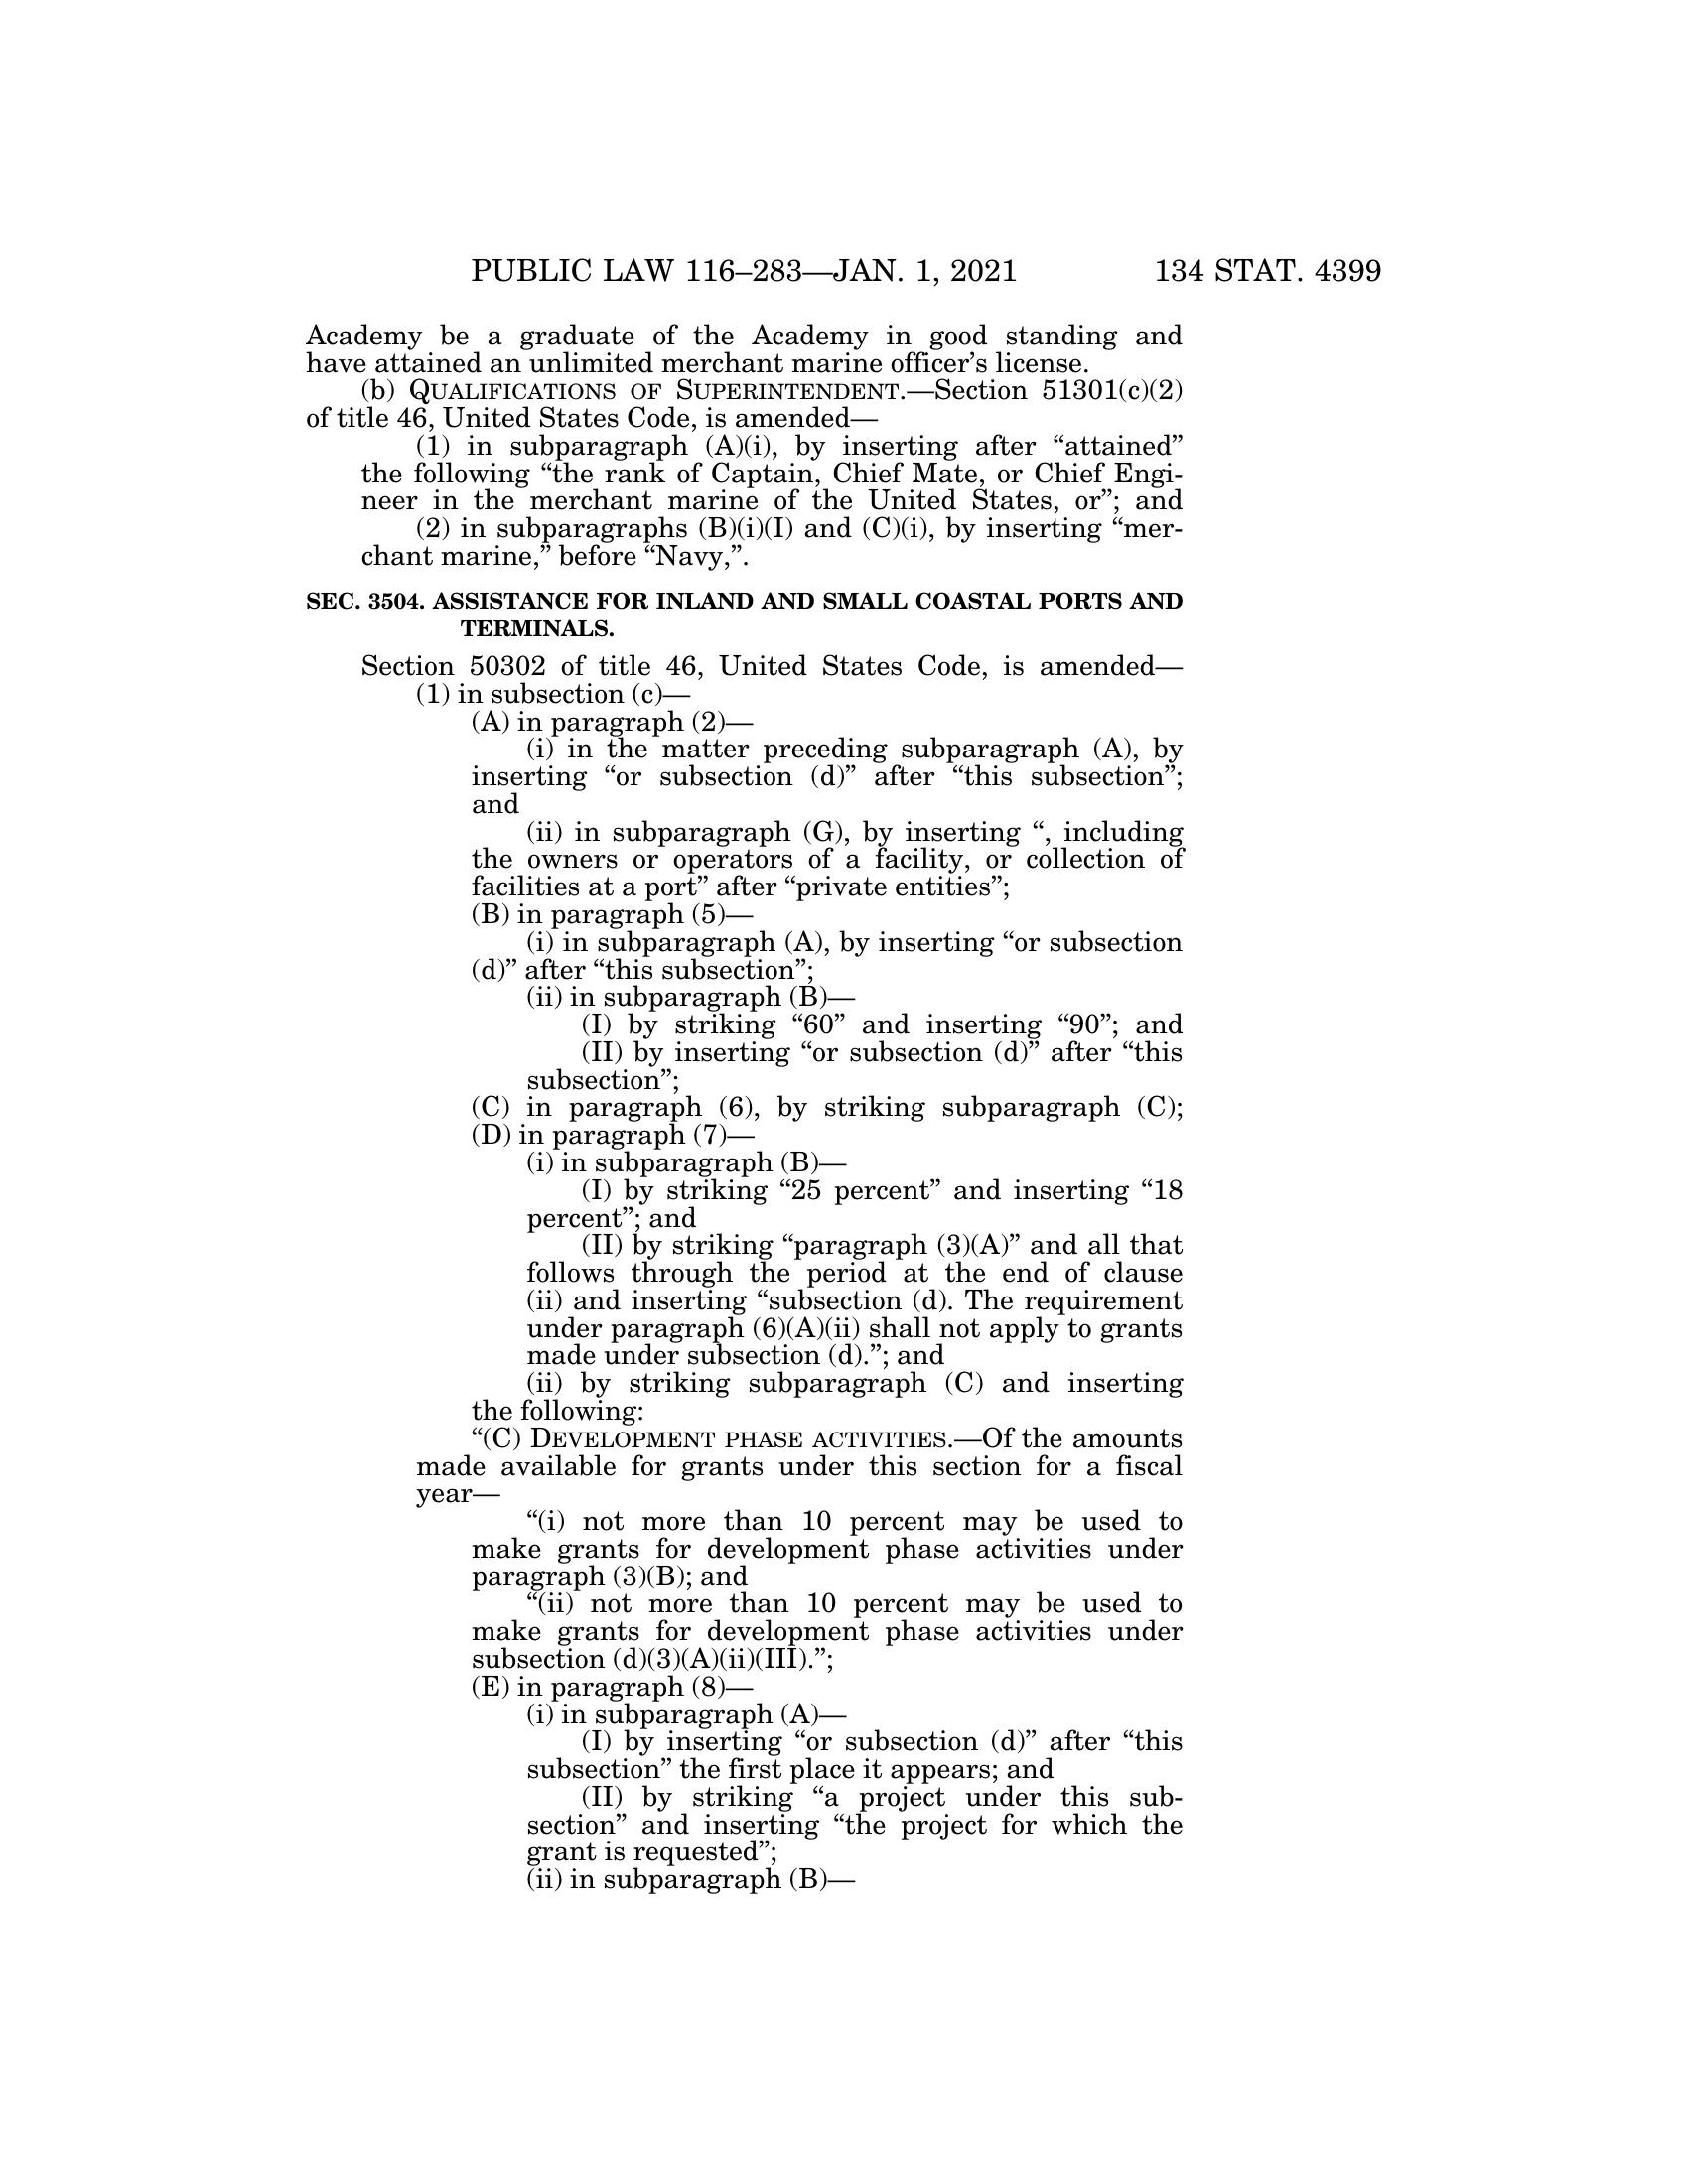 PUBLIC LAW 116–283—JAN. 1, 2021 134 STAT. 4399
Academy be a graduate of the Academy in good standing and
have attained an unlimited merchant marine officer’s license.
(b) QUALIFICATIONS OF SUPERINTENDENT.—Section 51301(c)(2)
of title 46, United States Code, is amended—
(1) in subparagraph (A)(i), by inserting after “attained”
the following “the rank of Captain, Chief Mate, or Chief Engi-
neer in the merchant marine of the United States, or”; and
(2) in subparagraphs (B)(i)(I) and (C)(i), by inserting “mer-
chant marine,” before “Navy,”.
SEC. 3504. ASSISTANCE FOR INLAND AND SMALL COASTAL PORTS AND
TERMINALS.
Section 50302 of title 46, United States Code, is amended—
(1) in subsection (c)—
(A) in paragraph (2)—
(i) in the matter preceding subparagraph (A), by
inserting “or subsection (d)” after “this subsection”;
and
(ii) in subparagraph (G), by inserting “, including
the owners or operators of a facility, or collection of
facilities at a port” after “private entities”;
(B) in paragraph (5)—
(i) in subparagraph (A), by inserting “or subsection
(d)” after “this subsection”;
(ii) in subparagraph (B)—
(I) by striking “60” and inserting “90”; and
(II) by inserting “or subsection (d)” after “this
subsection”;
(C) in paragraph (6), by striking subparagraph (C);
(D) in paragraph (7)—
(i) in subparagraph (B)—
(I) by striking “25 percent” and inserting “18
percent”; and
(II) by striking “paragraph (3)(A)” and all that
follows through the period at the end of clause
(ii) and inserting “subsection (d). The requirement
under paragraph (6)(A)(ii) shall not apply to grants
made under subsection (d).”; and
(ii) by striking subparagraph (C) and inserting
the following:
“(C) DEVELOPMENT PHASE ACTIVITIES.—Of the amounts
made available for grants under this section for a fiscal
year—
“(i) not more than 10 percent may be used to
make grants for development phase activities under
paragraph (3)(B); and
“(ii) not more than 10 percent may be used to
make grants for development phase activities under
subsection (d)(3)(A)(ii)(III).”;
(E) in paragraph (8)—
(i) in subparagraph (A)—
(I) by inserting “or subsection (d)” after “this
subsection” the first place it appears; and
(II) by striking “a project under this sub-
section” and inserting “the project for which the
grant is requested”;
(ii) in subparagraph (B)—